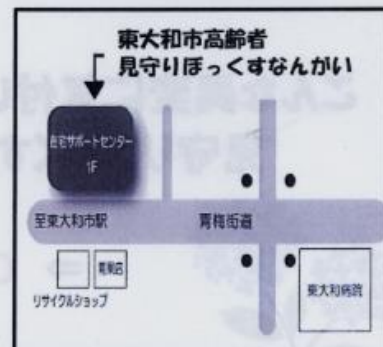 東大和市高齢者
見守りぼっくすなんがい
在宅サポートセンター
1F
至東大和市駅
青梅街道
リサイクルショップ
東大和病院